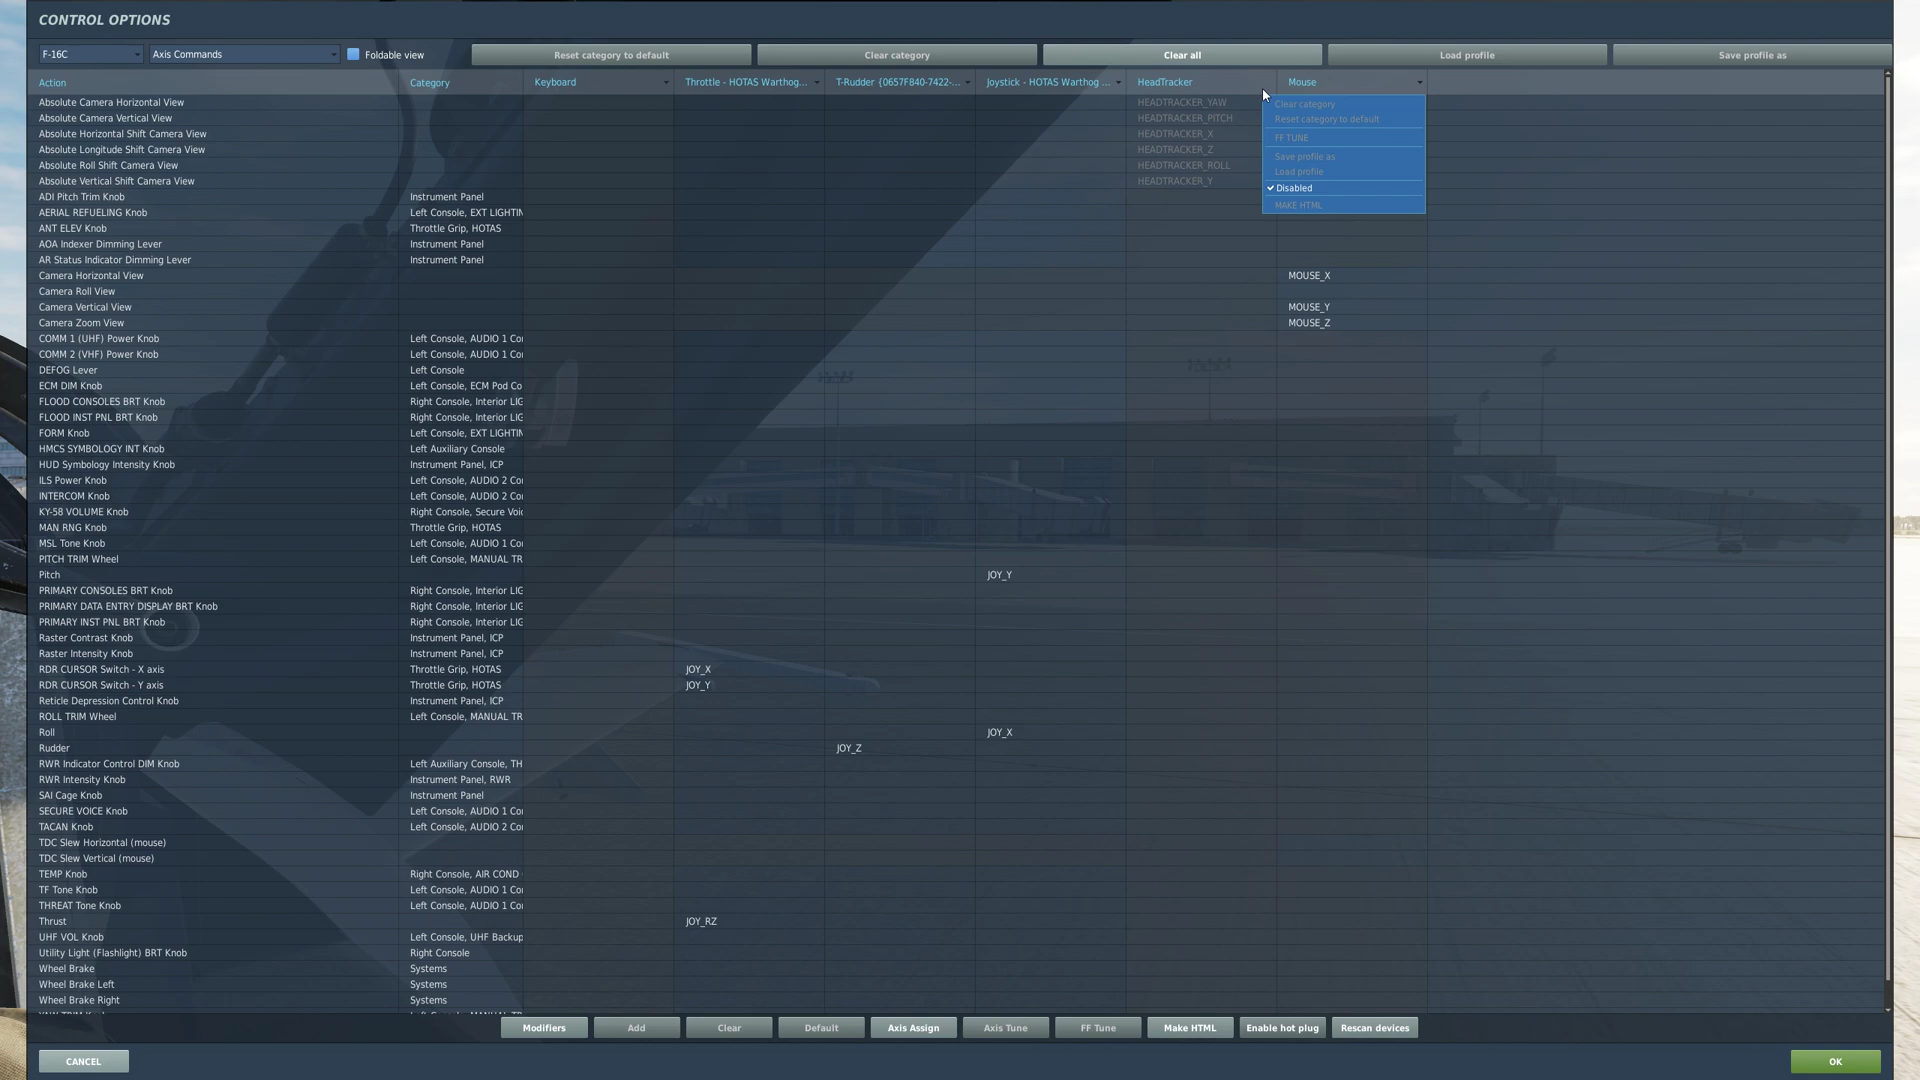 CONTROL OPTIONS
F-16C Axis Commands Foldable view Reset category to default Clear category Clear all Load profile Save profile as
Action Category Keyboard Throttle - HOTAS Warthog... T-Rudder {0657F840-7422-... Joystick - HOTAS Warthog ... HeadTracker Mouse
Absolute Camera Horizontal View HEADTRACKER_YAW
Absolute Camera Vertical View HEADTRACKER_PITCH
Absolute Horizontal Shift Camera View HEADTRACKER_X
Absolute Longitude Shift Camera View HEADTRACKER_Z
Absolute Roll Shift Camera View HEADTRACKER_ROLL
Absolute Vertical Shift Camera View HEADTRACKER_Y
Clear category
Reset category to default
FF TUNE
Save profile as
Load profile
Disabled
MAKE HTML
ADI Pitch Trim Knob Instrument Panel
AERIAL REFUELING Knob Left Console, EXT LIGHTIN
ANT ELEV Knob Throttle Grip, HOTAS
AOA Indexer Dimming Lever Instrument Panel
AR Status Indicator Dimming Lever Instrument Panel
Camera Horizontal View MOUSE_X
Camera Roll View
Camera Vertical View MOUSE_Y
Camera Zoom View MOUSE_Z
COMM 1 (UHF) Power Knob Left Console, AUDIO 1 Co
COMM 2 (VHF) Power Knob Left Console, AUDIO 1 Co
DEFOG Lever Left Console
ECM DIM Knob Left Console, ECM Pod Co
FLOOD CONSOLES BRT Knob Right Console, Interior LIG
FLOOD INST PNL BRT Knob Right Console, Interior LIG
FORM Knob Left Console, EXT LIGHTIN
HMCS SYMBOLOGY INT Knob Left Auxiliary Console
HUD Symbology Intensity Knob Instrument Panel, ICP
ILS Power Knob Left Console, AUDIO 2 Co
INTERCOM Knob Left Console, AUDIO 2 Co
KY-58 VOLUME Knob Right Console, Secure Voic
MAN RNG Knob Throttle Grip, HOTAS
MSL Tone Knob Left Console, AUDIO 1 Co
PITCH TRIM Wheel Left Console, MANUAL TR
Pitch JOY_Y
PRIMARY CONSOLES BRT Knob Right Console, Interior LIG
PRIMARY DATA ENTRY DISPLAY BRT Knob Right Console, Interior LIG
PRIMARY INST PNL BRT Knob Right Console, Interior LIG
Raster Contrast Knob Instrument Panel, ICP
Raster Intensity Knob Instrument Panel, ICP
RDR CURSOR Switch - X axis Throttle Grip, HOTAS JOY_X
RDR CURSOR Switch - Y axis Throttle Grip, HOTAS JOY_Y
Reticle Depression Control Knob Instrument Panel, ICP
ROLL TRIM Wheel Left Console, MANUAL TR
Roll JOY_X
Rudder JOY_Z
RWR Indicator Control DIM Knob Left Auxiliary Console, TH
RWR Intensity Knob Instrument Panel, RWR
SAI Cage Knob Instrument Panel
SECURE VOICE Knob Left Console, AUDIO 1 Co
TACAN Knob Left Console, AUDIO 2 Co
TDC Slew Horizontal (mouse)
TDC Slew Vertical (mouse)
TEMP Knob Right Console, AIR COND
TF Tone Knob Left Console, AUDIO 1 Co
THREAT Tone Knob Left Console, AUDIO 1 Co
Thrust JOY_RZ
UHF VOL Knob Left Console, UHF Backup
Utility Light (Flashlight) BRT Knob Right Console
Wheel Brake Systems
Wheel Brake Left Systems
Wheel Brake Right Systems
Modifiers Add Clear Default Axis Assign Axis Tune FF Tune Make HTML Enable hot plug Rescan devices
CANCEL OK